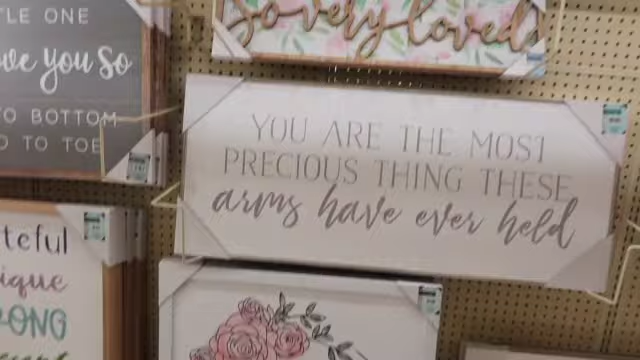 TLE ONE
ve you so
TO BOTTOM
D TO TOE
So very loved
YOU ARE THE MOST
PRECIOUS THING THESE
arms have ever held
teful
ique
RONG